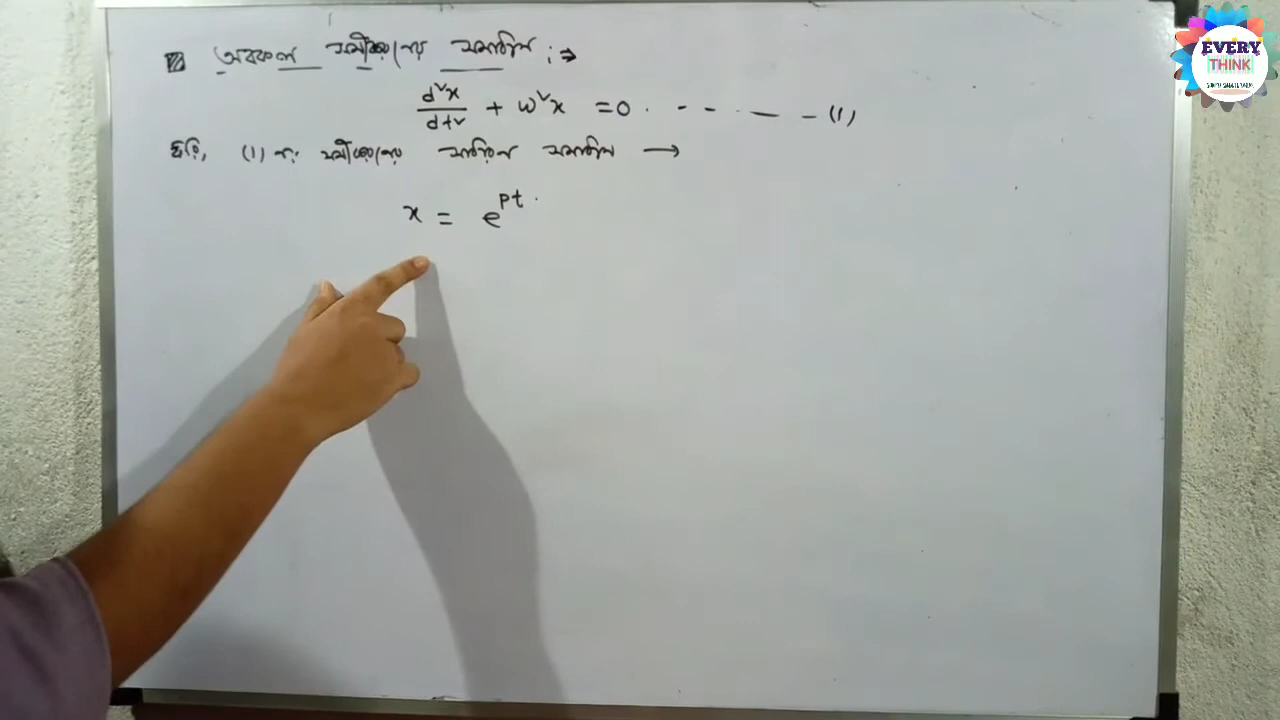 অবকল সমীকরণের সমাধান :⇒
d²x/dt² + ω²x = 0 . - - - - (1)
ধরি, (1) নং সমীকরণের সাধারণ সমাধান →
x = e^pt .
EVERY
THINK